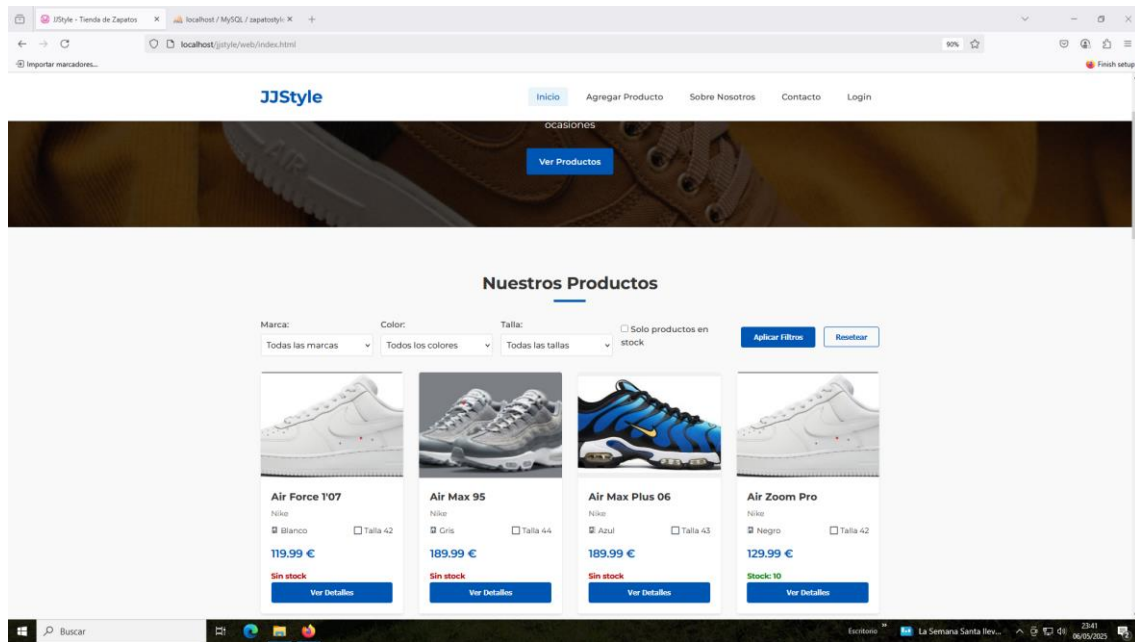 JJStyle - Tienda de Zapatos
localhost / MySQL / zapatostyle
localhost/jjstyle/web/index.html
90%
Importar marcadores...
Finish setup
JJStyle
Inicio Agregar Producto Sobre Nosotros Contacto Login
AIR
ocasiones
Ver Productos
Nuestros Productos
Marca: Color: Talla:
Todas las marcas Todos los colores Todas las tallas
Solo productos en
stock
Aplicar Filtros Resetear
Air Force 1'07
Nike
Blanco Talla 42
119.99 €
Sin stock
Ver Detalles
Air Max 95
Nike
Gris Talla 44
189.99 €
Sin stock
Ver Detalles
Air Max Plus 06
Nike
Azul Talla 43
189.99 €
Sin stock
Ver Detalles
Air Zoom Pro
Nike
Negro Talla 42
129.99 €
Stock: 10
Ver Detalles
Buscar
Escritorio
La Semana Santa llev...
23:41
06/05/2025